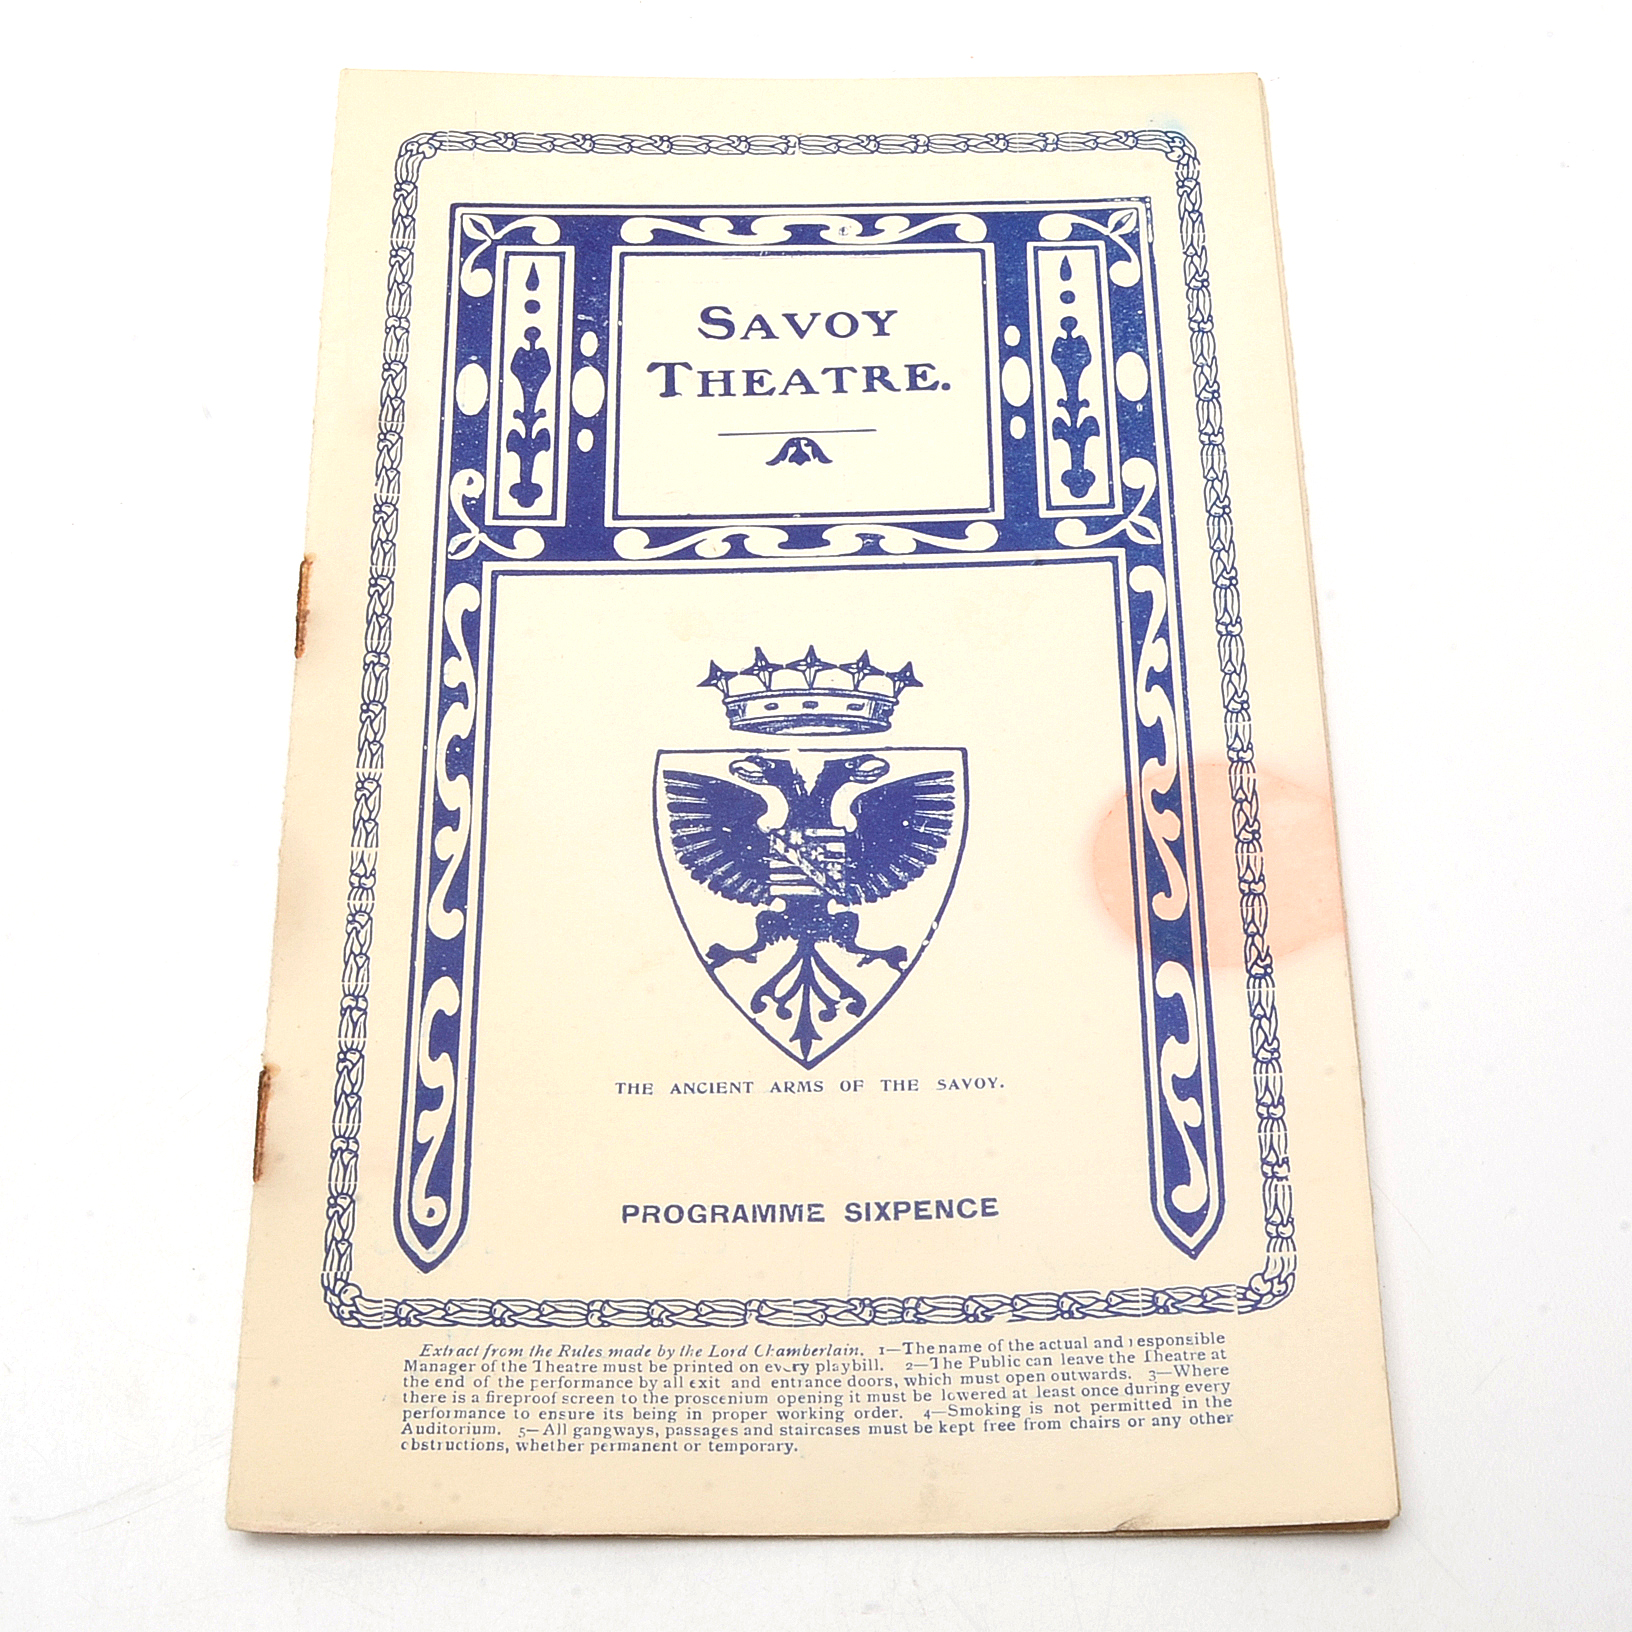 SAVOY
THEATRE.
THE ANCIENT ARMS OF THE SAVOY.
PROGRAMME SIXPENCE
Extract from the Rules made by the Lord Chamberlain. 1—The name of the actual and responsible
Manager of the Theatre must be printed on every playbill. 2—The Public can leave the Theatre at
the end of the performance by all exit and entrance doors, which must open outwards. 3—Where
there is a fireproof screen to the proscenium opening it must be lowered at least once during every
performance to ensure its being in proper working order. 4—Smoking is not permitted in the
Auditorium. 5—All gangways, passages and staircases must be kept free from chairs or any other
obstructions, whether permanent or temporary.